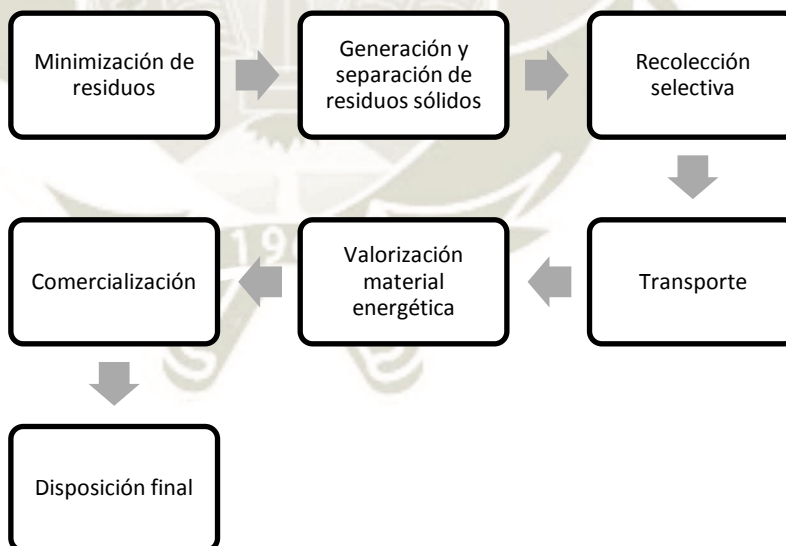 Minimización de
residuos
Generación y
separación de
residuos sólidos
Recolección
selectiva
Transporte
Valorización
material
energética
Comercialización
Disposición final